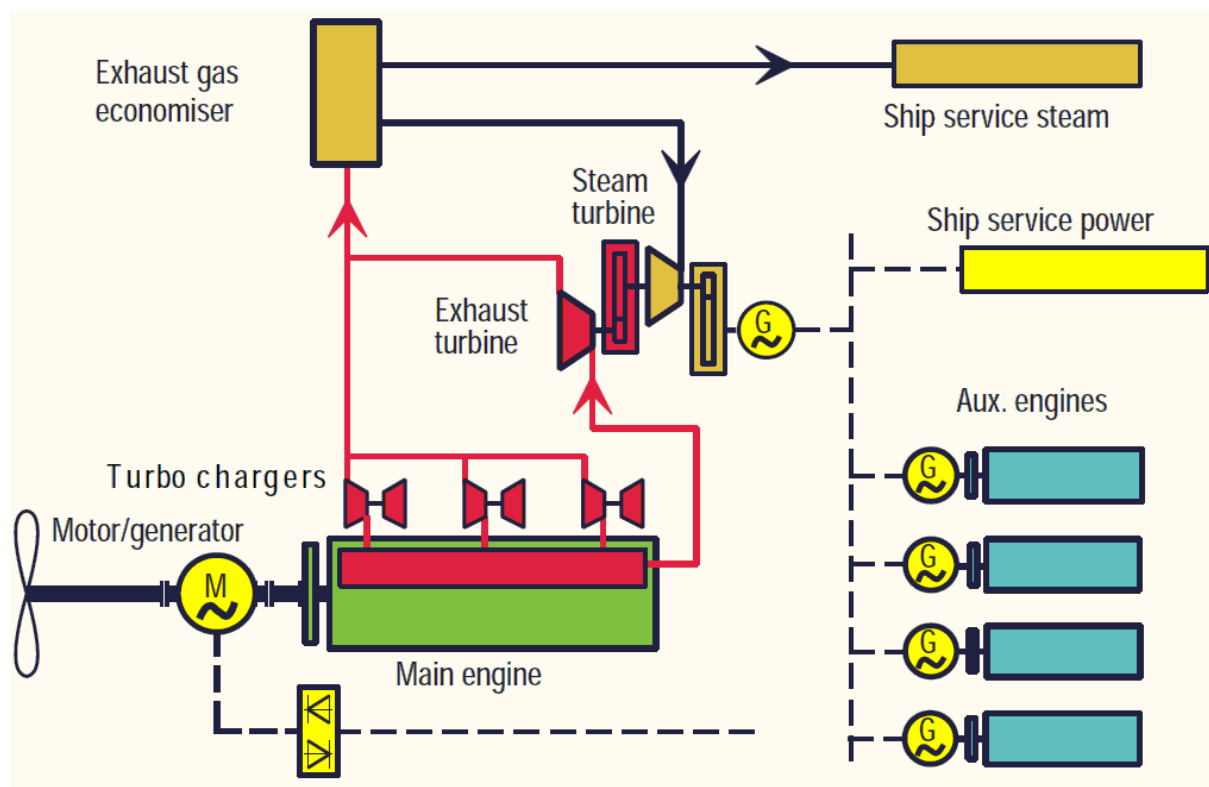 Exhaust gas
economiser
Ship service steam
Steam
turbine
Ship service power
Exhaust
turbine
G
Aux. engines
Turbo chargers
G
Motor/generator
M
G
Main engine
G
G